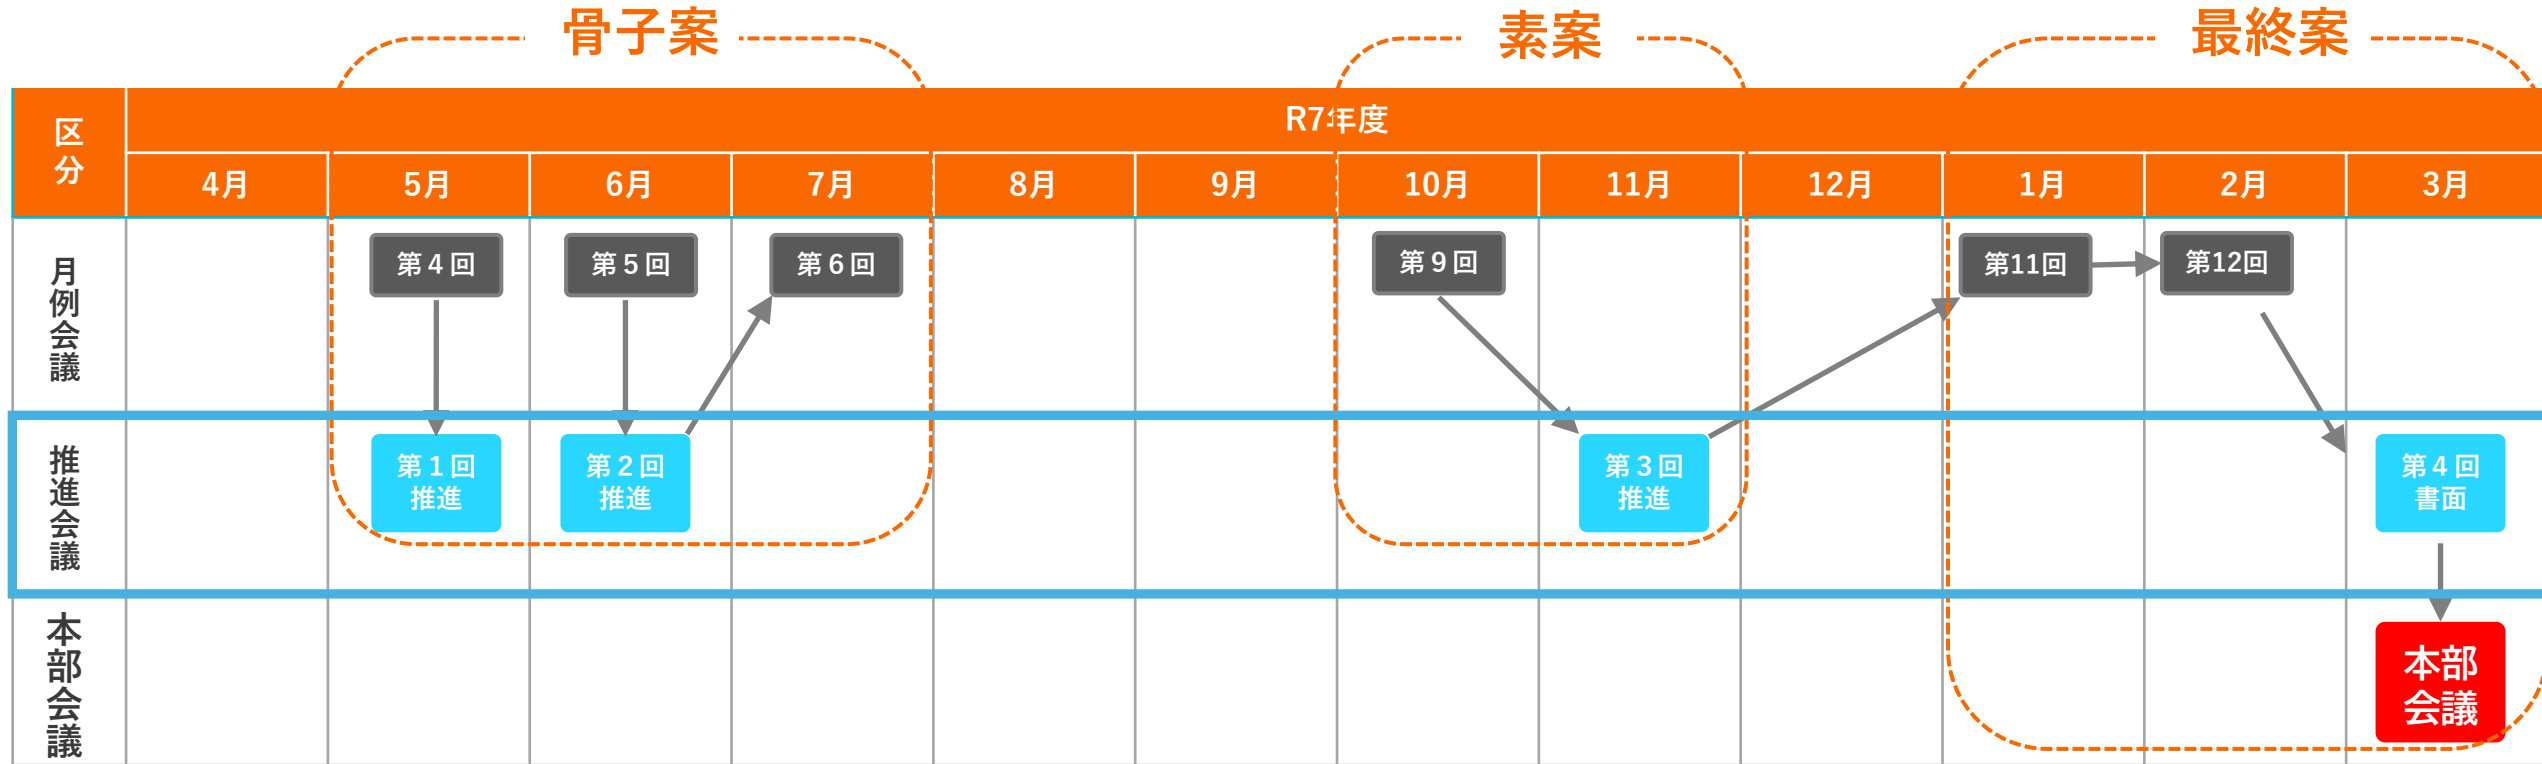 骨子案
素案
最終案
区
分
R7年度
4月
5月
6月
7月
8月
9月
10月
11月
12月
1月
2月
3月
月例会議
第４回
第５回
第６回
第９回
第11回
第12回
推進会議
第１回
推進
第２回
推進
第３回
推進
第４回
書面
本部会議
本部
会議